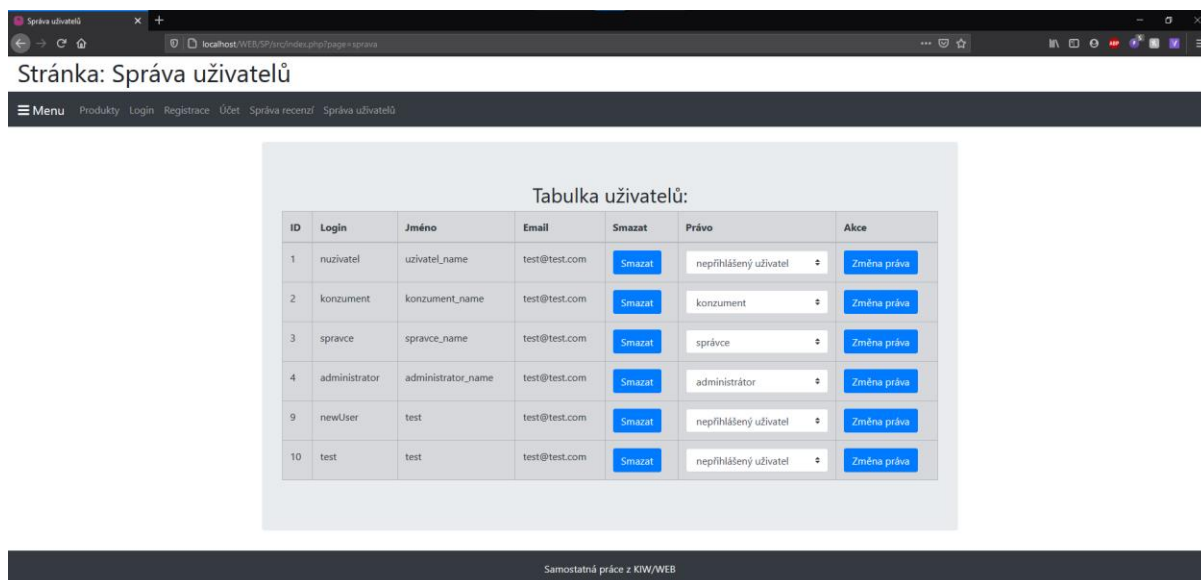 Správa uživatelů
localhost/WEB/SP/src/index.php?page=sprava
Stránka: Správa uživatelů
Menu Produkty Login Registrace Účet Správa recenzí Správa uživatelů
Tabulka uživatelů:
ID Login Jméno Email Smazat Právo Akce
1 nuzivatel uzivatel_name test@test.com Smazat nepřihlášený uživatel Změna práva
2 konzument konzument_name test@test.com Smazat konzument Změna práva
3 spravce spravce_name test@test.com Smazat správce Změna práva
4 administrator administrator_name test@test.com Smazat administrátor Změna práva
9 newUser test test@test.com Smazat nepřihlášený uživatel Změna práva
10 test test test@test.com Smazat nepřihlášený uživatel Změna práva
Samostatná práce z KIW/WEB